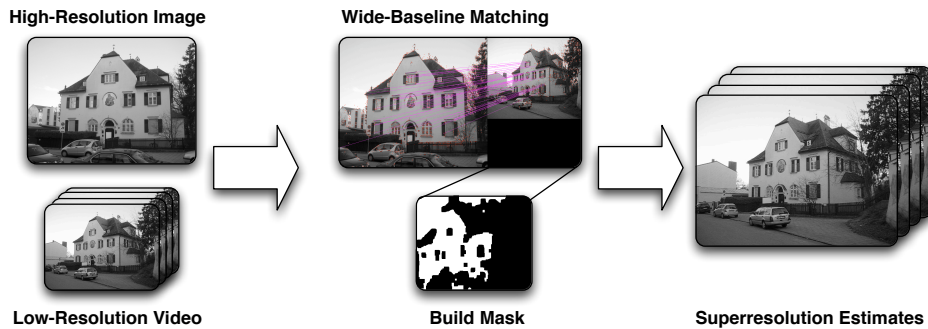 High-Resolution Image
Wide-Baseline Matching
Low-Resolution Video
Build Mask
Superresolution Estimates